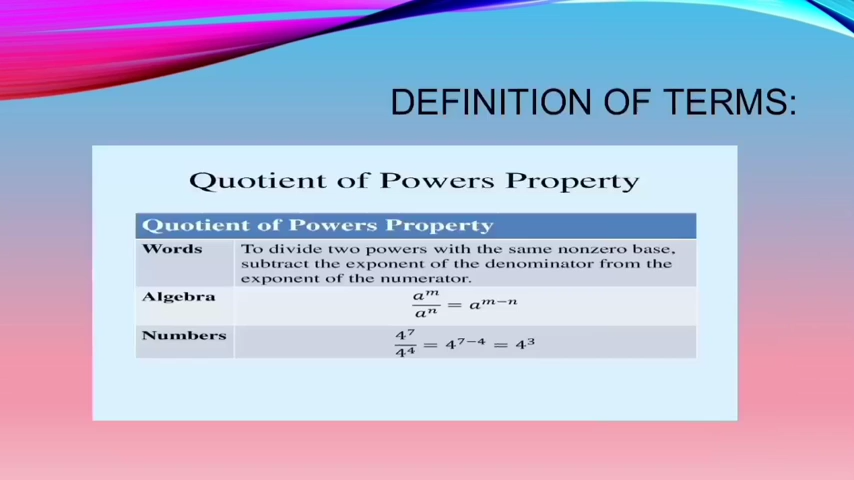 DEFINITION OF TERMS:
Quotient of Powers Property
Quotient of Powers Property
Words To divide two powers with the same nonzero base,
subtract the exponent of the denominator from the
exponent of the numerator.
Algebra a^m/a^n = a^{m−n}
Numbers 4^7/4^4 = 4^{7−4} = 4^3